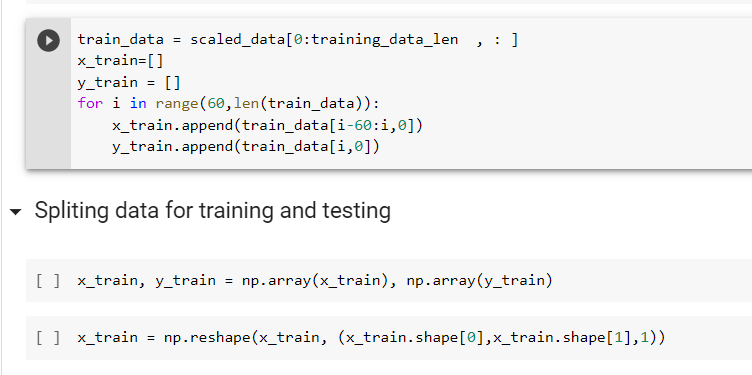 train_data = scaled_data[0:training_data_len  , : ]
x_train=[]
y_train = []
for i in range(60,len(train_data)):
    x_train.append(train_data[i-60:i,0])
    y_train.append(train_data[i,0])
Spliting data for training and testing
[ ] x_train, y_train = np.array(x_train), np.array(y_train)
[ ] x_train = np.reshape(x_train, (x_train.shape[0],x_train.shape[1],1))